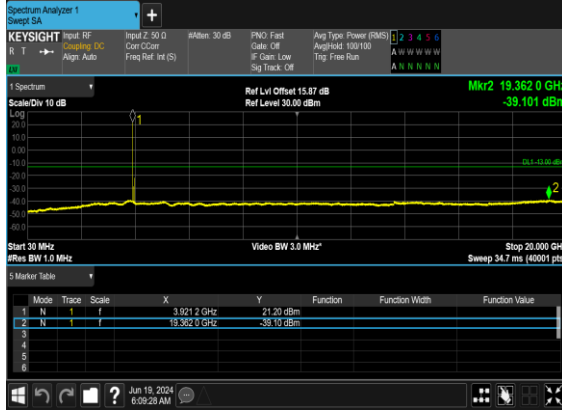 Spectrum Analyzer 1
Swept SA
+
KEYSIGHT
R T
Input: RF
Coupling: DC
Align: Auto
Input Z: 50 Ω
Corr CCorr
Freq Ref: Int (S)
#Atten: 30 dB
PNO: Fast
Gate: Off
IF Gain: Low
Sig Track: Off
Avg Type: Power (RMS)
Avg|Hold: 100/100
Trig: Free Run
1 2 3 4 5 6
A W W W W W
A N N N N N
1 Spectrum
Scale/Div 10 dB
Ref Lvl Offset 15.87 dB
Ref Level 30.00 dBm
Mkr2 19.362 0 GHz
-39.101 dBm
Log
20.0
10.0
0.00
-10.0
-20.0
-30.0
-40.0
-50.0
-60.0
1
DL1 -13.00 dBm
2
Start 30 MHz
#Res BW 1.0 MHz
Video BW 3.0 MHz*
Stop 20.000 GH
Sweep 34.7 ms (40001 pts
5 Marker Table
Mode Trace Scale X Y Function Function Width Function Value
1 N 1 f 3.921 2 GHz 21.20 dBm
2 N 1 f 19.362 0 GHz -39.10 dBm
3
4
5
6
?
Jun 19, 2024
6:09:28 AM